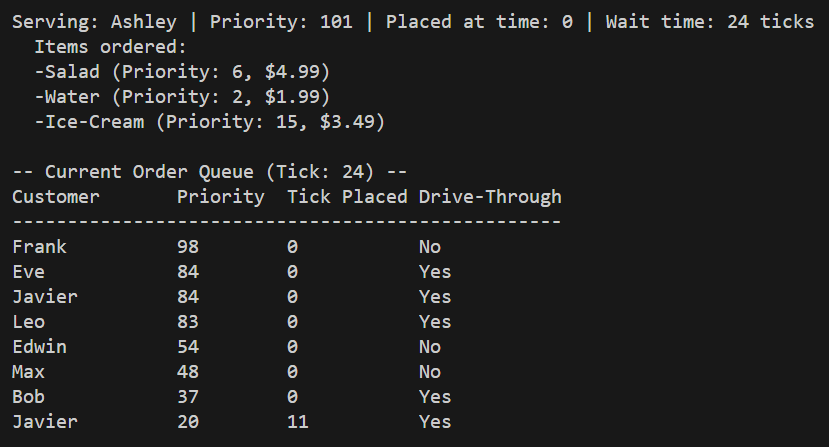 Serving: Ashley | Priority: 101 | Placed at time: 0 | Wait time: 24 ticks
Items ordered:
-Salad (Priority: 6, $4.99)
-Water (Priority: 2, $1.99)
-Ice-Cream (Priority: 15, $3.49)
-- Current Order Queue (Tick: 24) --
Customer Priority Tick Placed Drive-Through
--------------------------------------------------
Frank 98 0 No
Eve 84 0 Yes
Javier 84 0 Yes
Leo 83 0 Yes
Edwin 54 0 No
Max 48 0 No
Bob 37 0 Yes
Javier 20 11 Yes